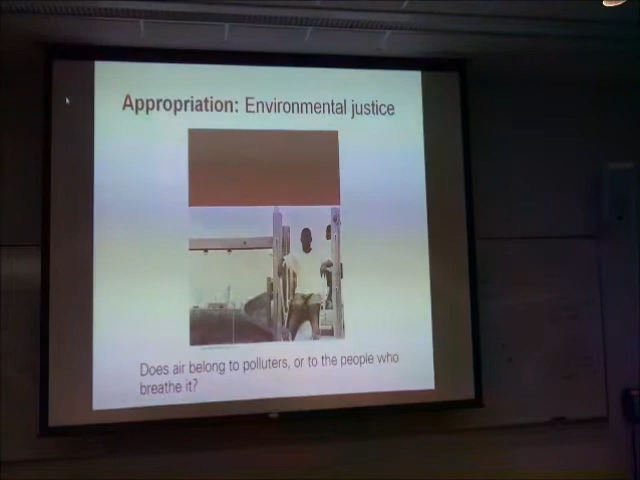 Appropriation: Environmental justice
Does air belong to polluters, or to the people who
breathe it?